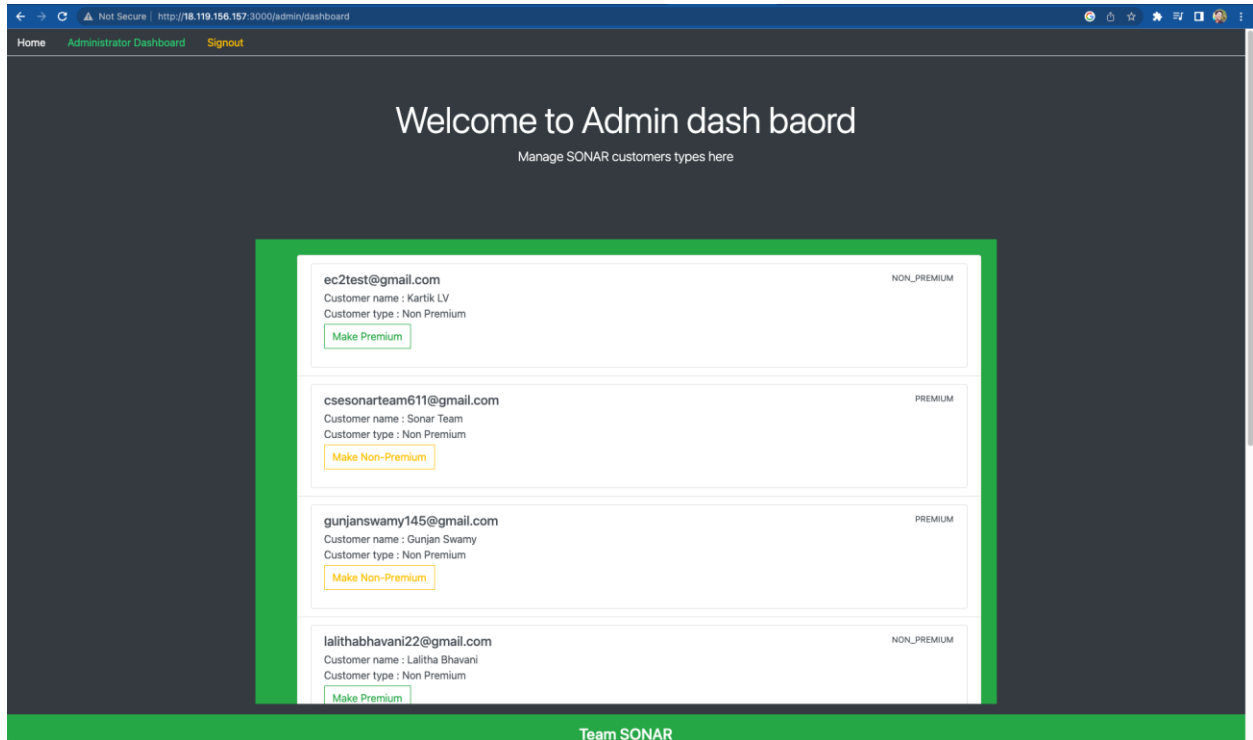 Not Secure | http://18.119.156.157:3000/admin/dashboard
Home Administrator Dashboard Signout
Welcome to Admin dash baord
Manage SONAR customers types here
ec2test@gmail.com NON_PREMIUM
Customer name : Kartik LV
Customer type : Non Premium
Make Premium
csesonarteam611@gmail.com PREMIUM
Customer name : Sonar Team
Customer type : Non Premium
Make Non-Premium
gunjanswamy145@gmail.com PREMIUM
Customer name : Gunjan Swamy
Customer type : Non Premium
Make Non-Premium
lalithabhavani22@gmail.com NON_PREMIUM
Customer name : Lalitha Bhavani
Customer type : Non Premium
Make Premium
Team SONAR